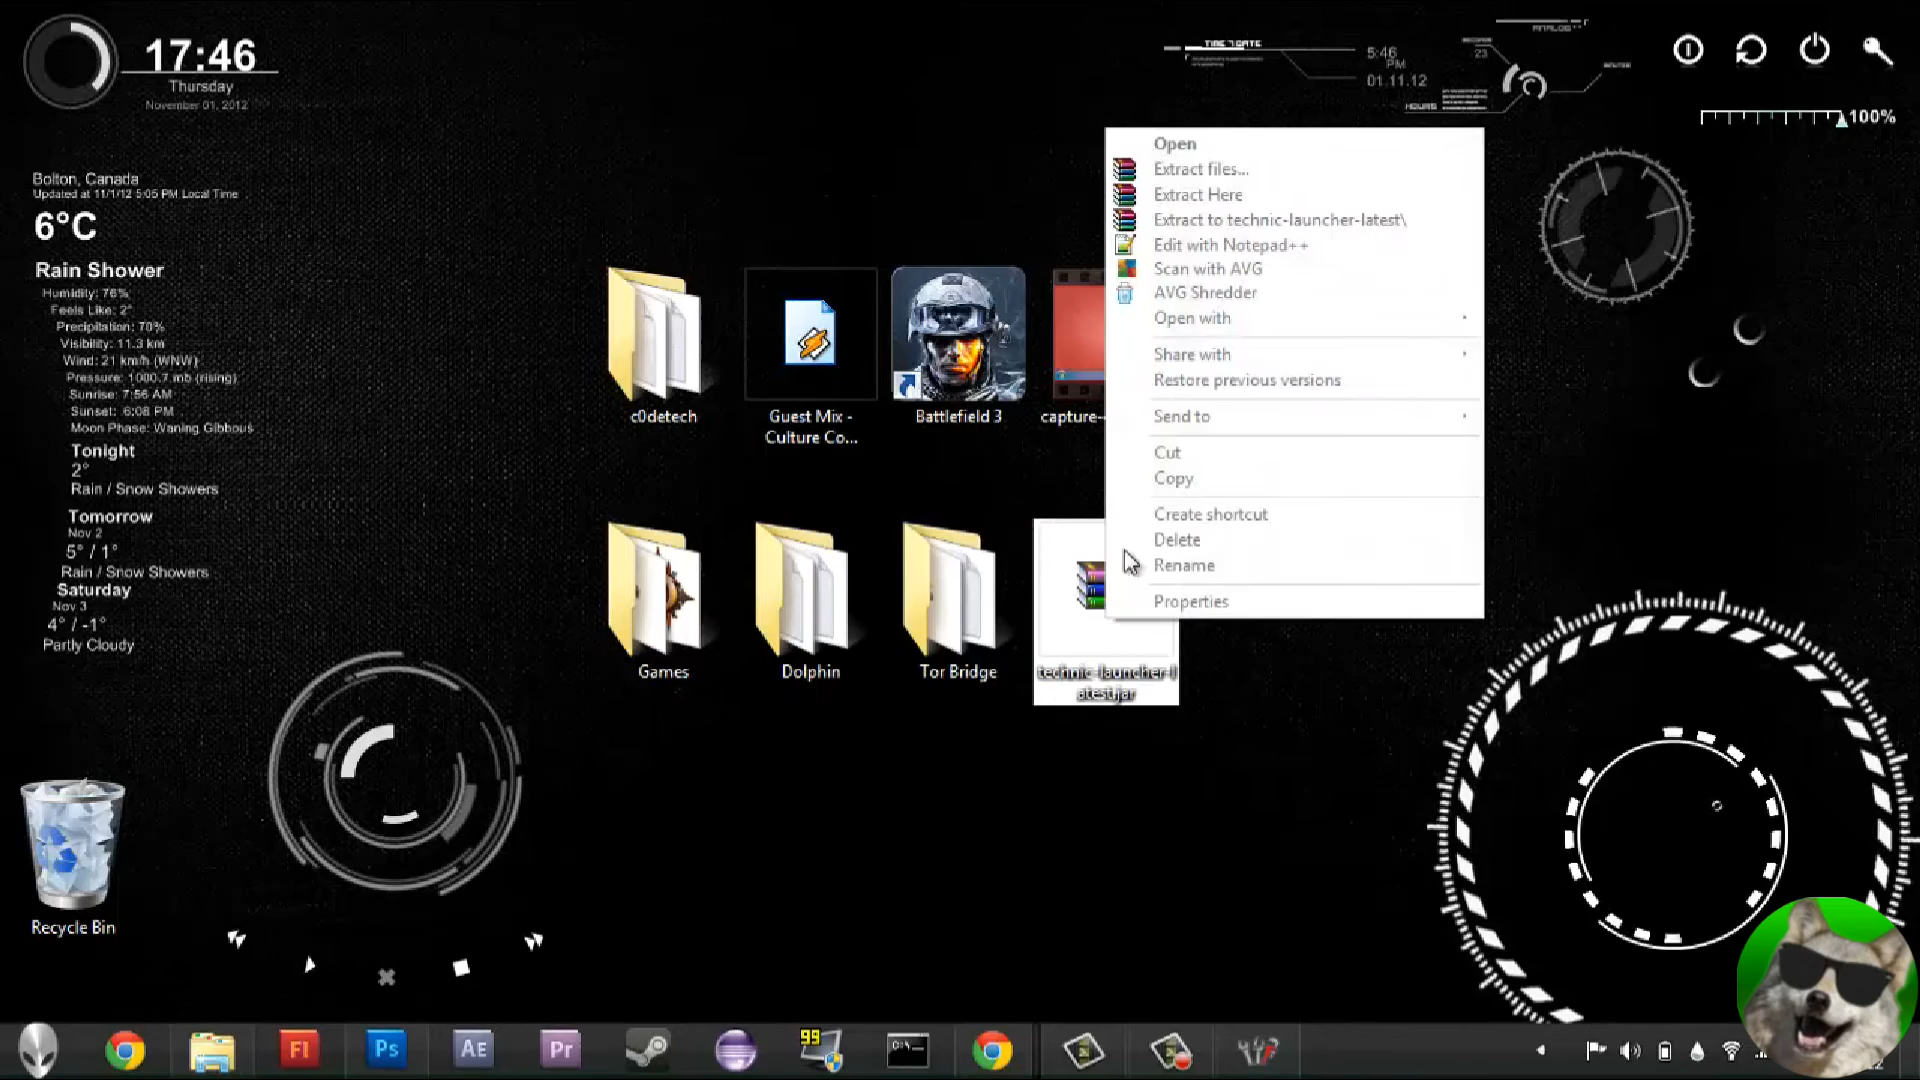 17:46
Thursday
November 01, 2012
TIME ? DATE
5:46
PM
01.11.12
HOURS
23
ANALOG
100%
Bolton, Canada
Updated at 11/1/12 5:05 PM Local Time
6°C
Rain Shower
Humidity: 76%
Feels Like: 2°
Precipitation: 70%
Visibility: 11.3 km
Wind: 21 km/h (WNW)
Pressure: 1000.7 mb (rising)
Sunrise: 7:56 AM
Sunset: 6:08 PM
Moon Phase: Waning Gibbous
Tonight
2°
Rain / Snow Showers
Tomorrow
Nov 2
5° / 1°
Rain / Snow Showers
Saturday
Nov 3
4° / -1°
Partly Cloudy
Open
Extract files...
Extract Here
Extract to technic-launcher-latest\
Edit with Notepad++
Scan with AVG
AVG Shredder
Open with
Share with
Restore previous versions
Send to
Cut
Copy
Create shortcut
Delete
Rename
Properties
c0detech
Guest Mix -
Culture Co...
Battlefield 3
capture-
Games
Dolphin
Tor Bridge
technic-launcher-l
atest.jar
Recycle Bin
Fl
Ps
AE
Pr
99
C:\